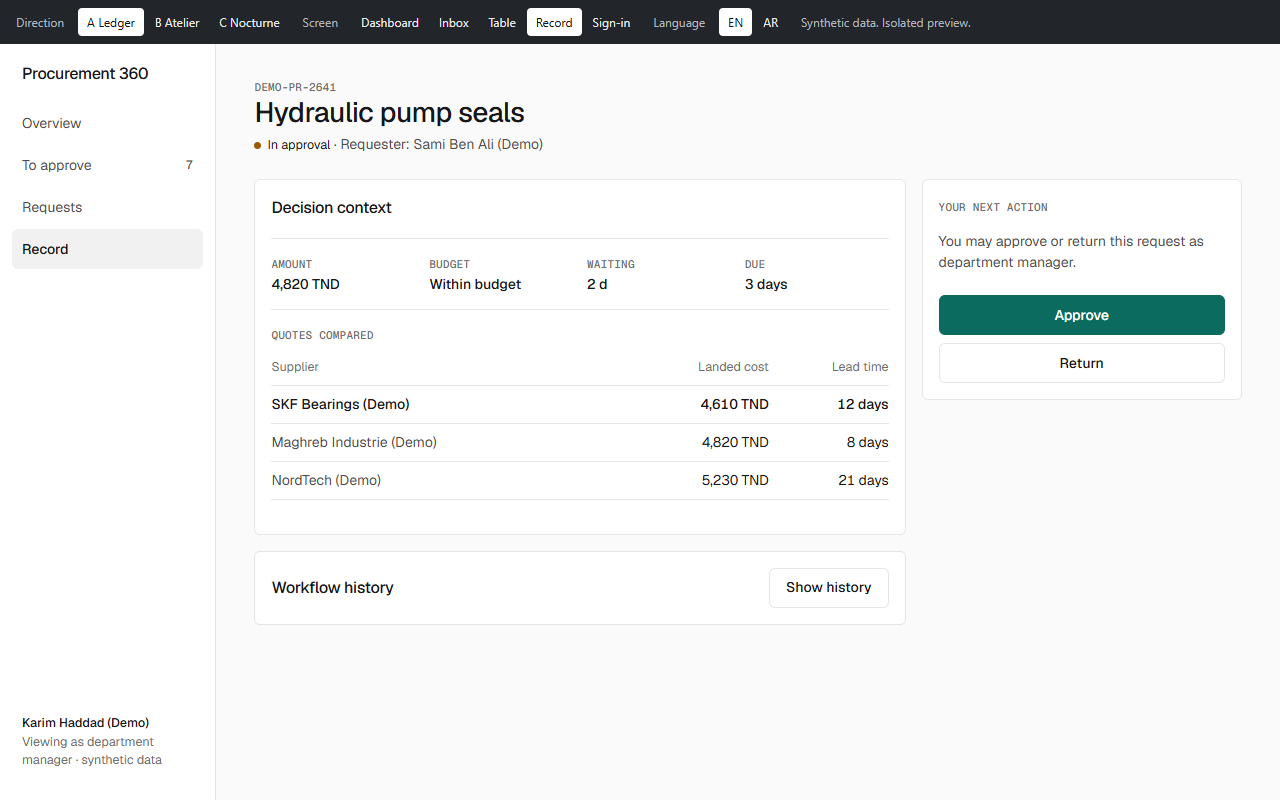 Direction A Ledger B Atelier C Nocturne Screen Dashboard Inbox Table Record Sign-in Language EN AR Synthetic data. Isolated preview.
Procurement 360
Overview
To approve 7
Requests
Record
Karim Haddad (Demo)
Viewing as department
manager · synthetic data
DEMO-PR-2641
Hydraulic pump seals
In approval · Requester: Sami Ben Ali (Demo)
Decision context
AMOUNT BUDGET WAITING DUE
4,820 TND Within budget 2 d 3 days
QUOTES COMPARED
Supplier Landed cost Lead time
SKF Bearings (Demo) 4,610 TND 12 days
Maghreb Industrie (Demo) 4,820 TND 8 days
NordTech (Demo) 5,230 TND 21 days
Workflow history Show history
YOUR NEXT ACTION
You may approve or return this request as
department manager.
Approve
Return